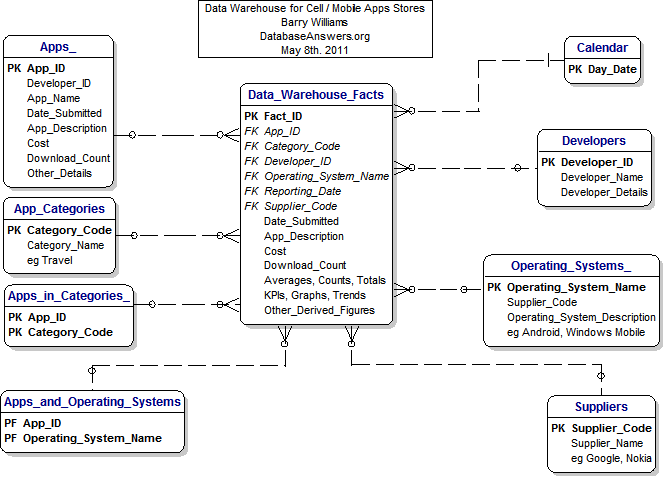 Data Warehouse for Cell / Mobile Apps Stores
Barry Williams
DatabaseAnswers.org
May 8th. 2011
Apps_
PK App_ID
Developer_ID
App_Name
Date_Submitted
App_Description
Cost
Download_Count
Other_Details
App_Categories
PK Category_Code
Category_Name
eg Travel
Apps_in_Categories_
PK App_ID
PK Category_Code
Apps_and_Operating_Systems
PF App_ID
PF Operating_System_Name
Data_Warehouse_Facts
PK Fact_ID
FK App_ID
FK Category_Code
FK Developer_ID
FK Operating_System_Name
FK Reporting_Date
FK Supplier_Code
Date_Submitted
App_Description
Cost
Download_Count
Averages, Counts, Totals
KPIs, Graphs, Trends
Other_Derived_Figures
Calendar
PK Day_Date
Developers
PK Developer_ID
Developer_Name
Developer_Details
Operating_Systems_
PK Operating_System_Name
Supplier_Code
Operating_System_Description
eg Android, Windows Mobile
Suppliers
PK Supplier_Code
Supplier_Name
eg Google, Nokia